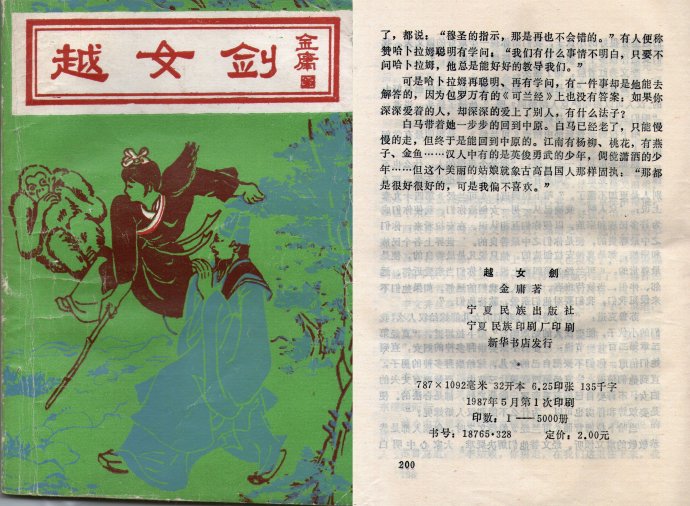 越女剑
金庸
了，都说：“穆圣的指示，那是再也不会错的。”有人便称
赞哈卜拉姆聪明有学问：“我们有什么事情不明白，只要不
问哈卜拉姆，他总是能好好的教导我们。”
可是哈卜拉姆再聪明、再有学问，有一件事却是他能去
解答的，因为包罗万有的《可兰经》上也没有答案；如果你
深深爱着的人，却深深的爱上了别人，有什么法子？
白马带着她一步步的回到中原。白马已经老了，只能慢
慢的走，但终于是能回到中原的。江南有杨柳、桃花，有燕
子、金鱼……汉人中有的是英俊勇武的少年，倜傥潇洒的少
年……但这个美丽的姑娘就象古高昌国人那样固执：“那都
是很好很好的，可是我偏不喜欢。”
越女剑
金庸著
宁夏民族出版社
宁夏民族印刷厂印刷
新华书店发行
787×1092毫米 32开本 6.25印张 135千字
1987年5月第1次印刷
印数：1——5000册
书号：18765·328 定价：2.00元
200